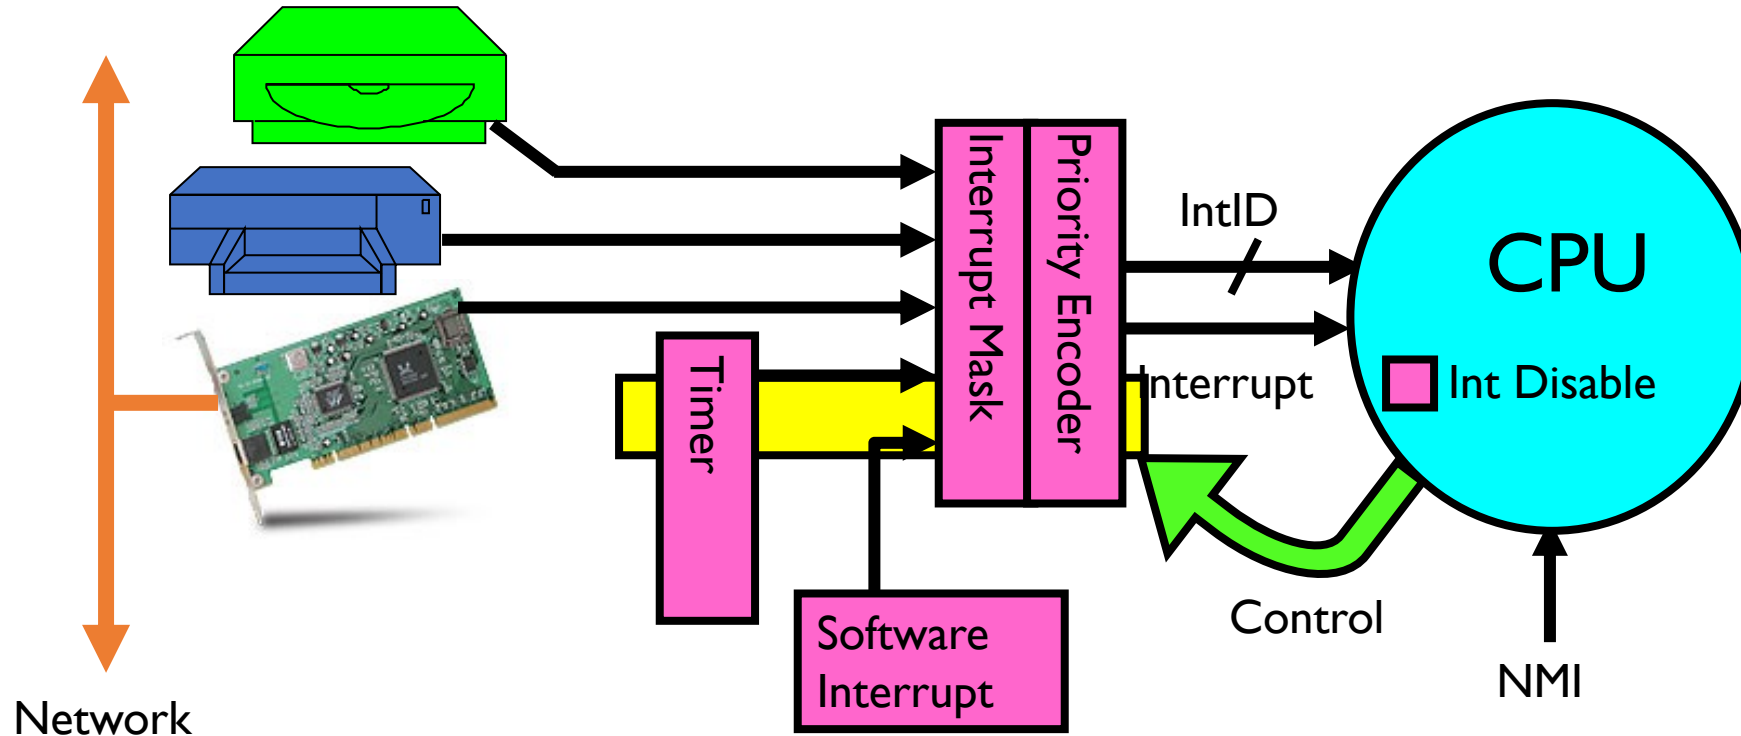 Interrupt Mask
Priority Encoder
IntID
CPU
Timer
Interrupt
Int Disable
Control
Software
Interrupt
NMI
Network